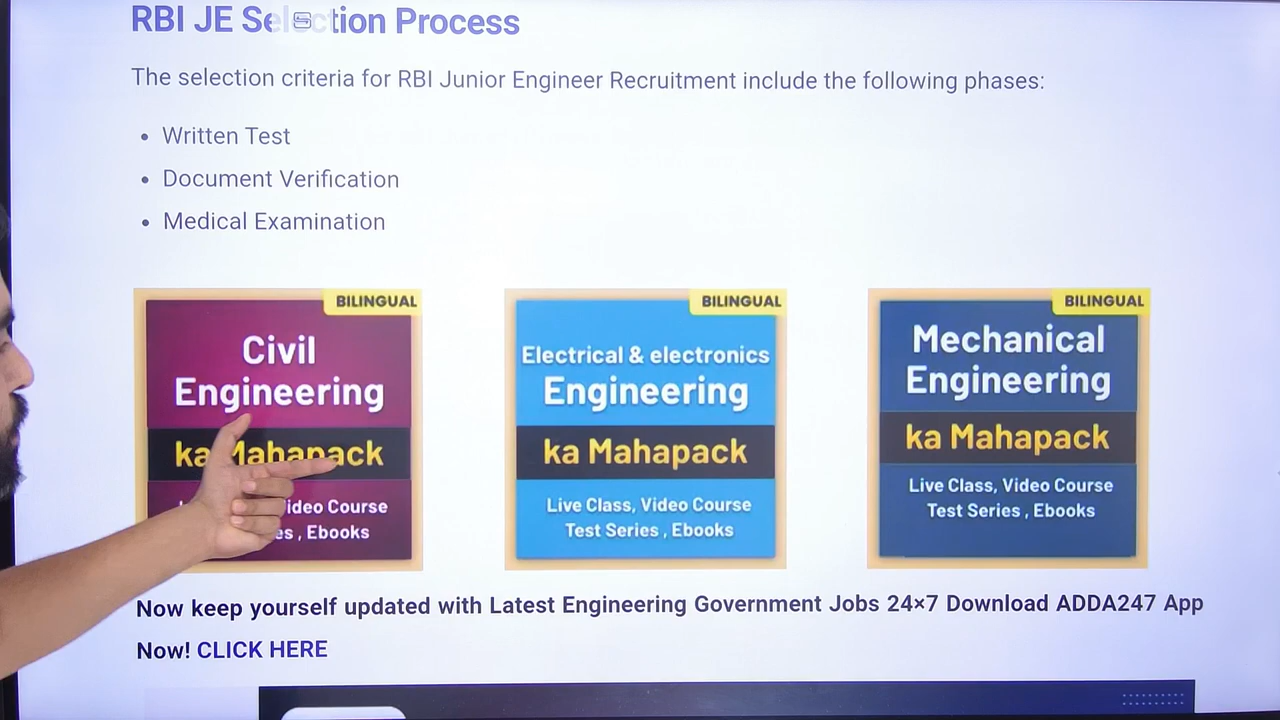 RBI JE Selection Process
The selection criteria for RBI Junior Engineer Recruitment include the following phases:
• Written Test
• Document Verification
• Medical Examination
BILINGUAL
Civil
Engineering
ka Mahapack
Video Course
Ebooks
BILINGUAL
Electrical & electronics
Engineering
ka Mahapack
Live Class, Video Course
Test Series , Ebooks
BILINGUAL
Mechanical
Engineering
ka Mahapack
Live Class, Video Course
Test Series , Ebooks
Now keep yourself updated with Latest Engineering Government Jobs 24×7 Download ADDA247 App
Now! CLICK HERE